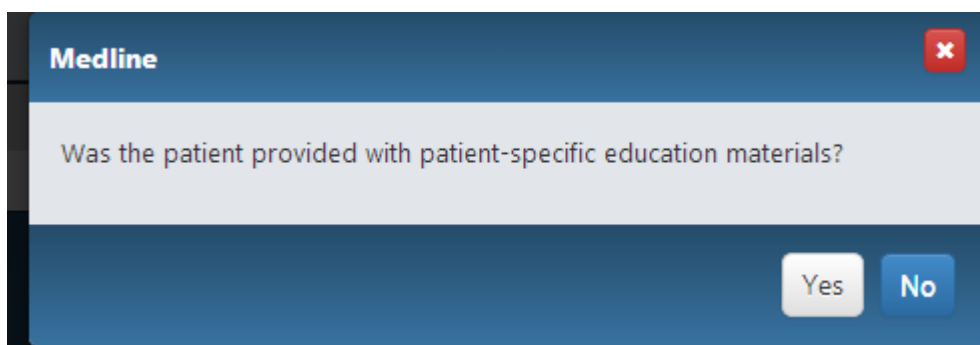 Medline
Was the patient provided with patient-specific education materials?
Yes No